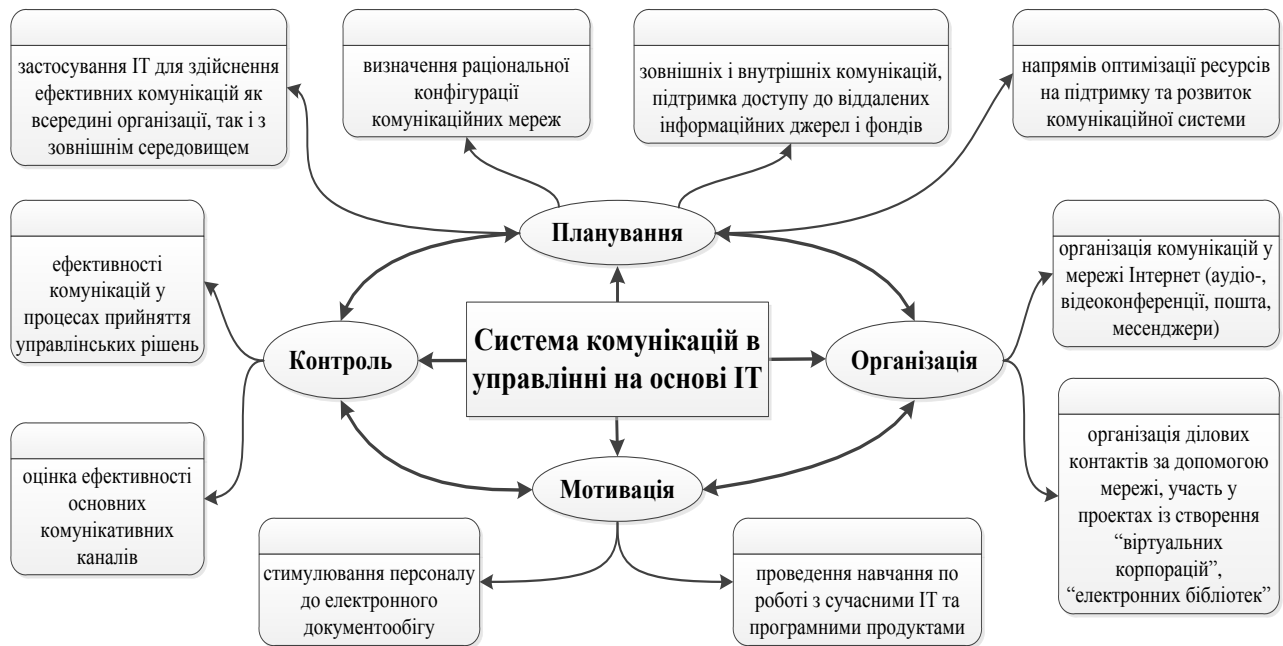 застосування ІТ для здійснення
ефективних комунікацій як
всередині організації, так і з
зовнішнім середовищем
визначення раціональної
конфігурації
комунікаційних мереж
зовнішніх і внутрішніх комунікацій,
підтримка доступу до віддалених
інформаційних джерел і фондів
напрямів оптимізації ресурсів
на підтримку та розвиток
комунікаційної системи
Планування
ефективності
комунікацій у
процесах прийняття
управлінських рішень
організація комунікацій у
мережі Інтернет (аудіо-,
відеоконференції, пошта,
месенджери)
Контроль
Система комунікацій в
управлінні на основі ІТ
Організація
оцінка ефективності
основних
комунікативних
каналів
Мотивація
організація ділових
контактів за допомогою
мережі, участь у
проектах із створення
“віртуальних
корпорацій”,
“електронних бібліотек”
стимулювання персоналу
до електронного
документообігу
проведення навчання по
роботі з сучасними ІТ та
програмними продуктами